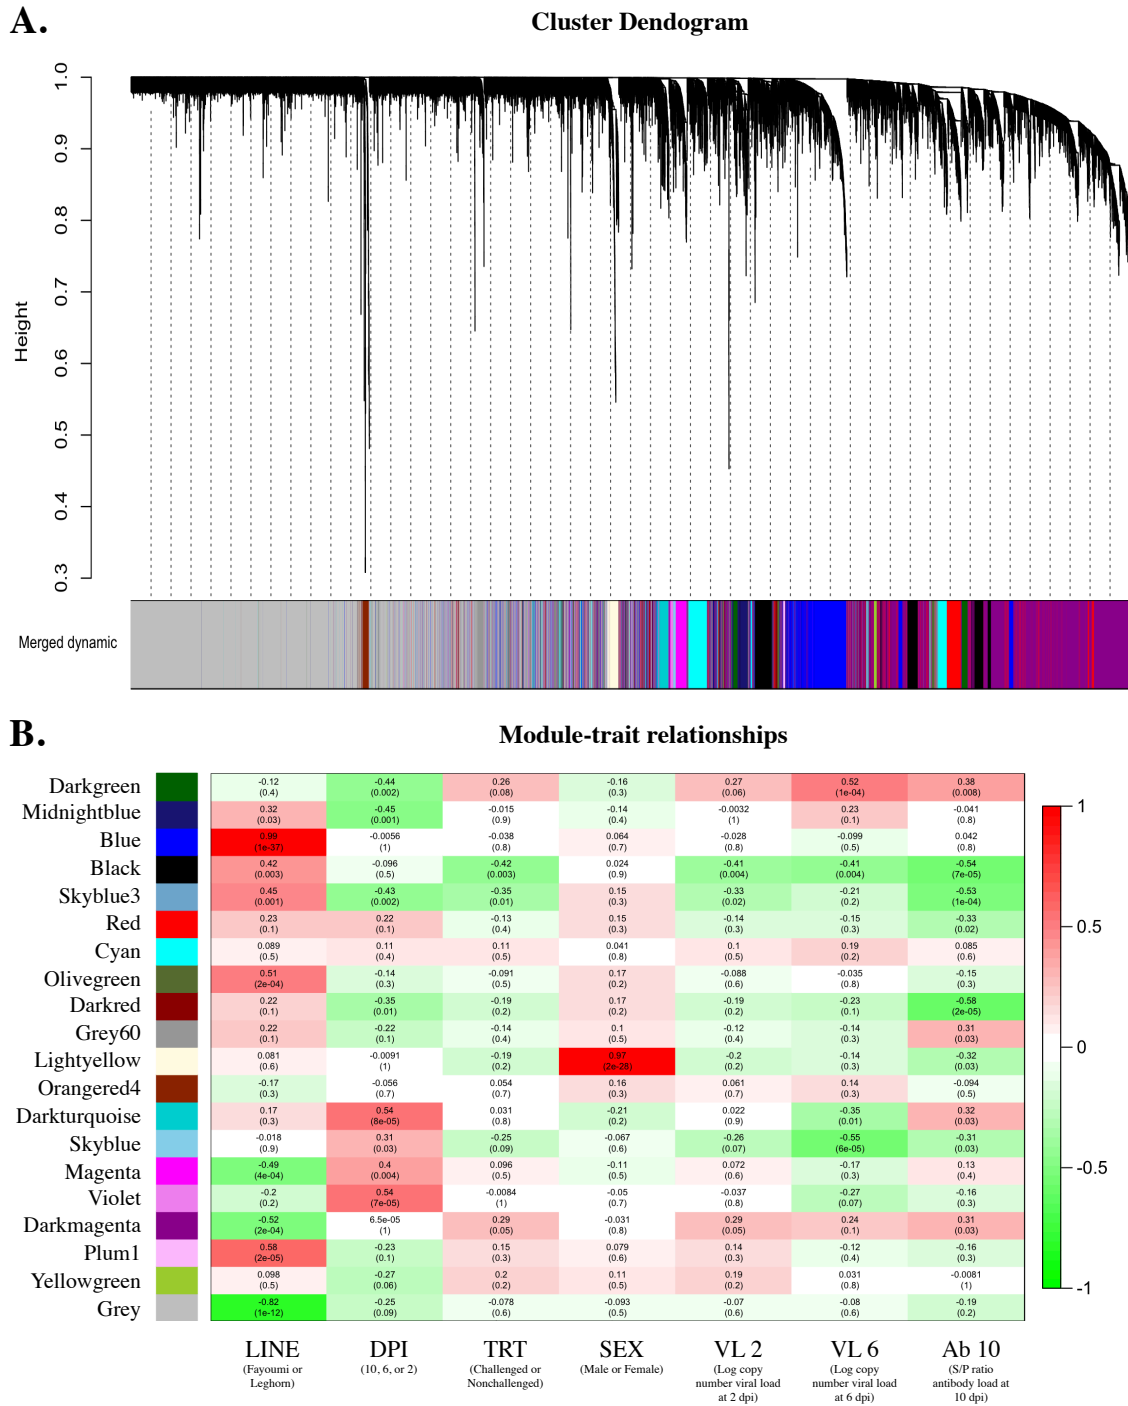 A.
Cluster Dendogram
Height
1.0
0.9
0.8
0.7
0.6
0.5
0.4
0.3
Merged dynamic
B.
Module-trait relationships
Darkgreen -0.12 -0.44 0.26 -0.16 0.27 0.52 0.38
(0.4) (0.002) (0.08) (0.3) (0.06) (1e-04) (0.008)
Midnightblue 0.32 -0.45 -0.015 -0.14 -0.0032 0.23 -0.041
(0.03) (0.001) (0.9) (0.4) (1) (0.1) (0.8)
Blue 0.99 -0.0056 -0.038 0.064 -0.028 -0.099 0.042
(1e-37) (1) (0.8) (0.7) (0.8) (0.5) (0.8)
Black 0.42 -0.096 -0.42 0.024 -0.41 -0.41 -0.54
(0.003) (0.5) (0.003) (0.9) (0.004) (0.004) (7e-05)
Skyblue3 0.45 -0.43 -0.35 0.15 -0.33 -0.21 -0.53
(0.001) (0.002) (0.01) (0.3) (0.02) (0.2) (1e-04)
Red 0.23 0.22 -0.13 0.15 -0.14 -0.15 -0.33
(0.1) (0.1) (0.4) (0.3) (0.3) (0.3) (0.02)
Cyan 0.089 0.11 0.11 0.041 0.1 0.19 0.085
(0.5) (0.4) (0.5) (0.8) (0.5) (0.2) (0.6)
Olivegreen 0.51 -0.14 -0.091 0.17 -0.088 -0.035 -0.15
(2e-04) (0.3) (0.5) (0.2) (0.6) (0.8) (0.3)
Darkred 0.22 -0.35 -0.19 0.17 -0.19 -0.23 -0.58
(0.1) (0.01) (0.2) (0.2) (0.2) (0.1) (2e-05)
Grey60 0.22 -0.22 -0.14 0.1 -0.12 -0.14 0.31
(0.1) (0.1) (0.4) (0.5) (0.4) (0.3) (0.03)
Lightyellow 0.081 -0.0091 -0.19 0.97 -0.2 -0.14 -0.32
(0.6) (1) (0.2) (2e-28) (0.2) (0.3) (0.03)
Orangered4 -0.17 -0.056 0.054 0.16 0.061 0.14 -0.094
(0.3) (0.7) (0.7) (0.3) (0.7) (0.3) (0.5)
Darkturquoise 0.17 0.54 0.031 -0.21 0.022 -0.35 0.32
(0.3) (8e-05) (0.8) (0.2) (0.9) (0.01) (0.03)
Skyblue -0.018 0.31 -0.25 -0.067 -0.26 -0.55 -0.31
(0.9) (0.03) (0.09) (0.6) (0.07) (6e-05) (0.03)
Magenta -0.49 0.4 0.096 -0.11 0.072 -0.17 0.13
(4e-04) (0.004) (0.5) (0.5) (0.6) (0.3) (0.4)
Violet -0.2 0.54 -0.0084 -0.05 -0.037 -0.27 -0.16
(0.2) (7e-05) (1) (0.7) (0.8) (0.07) (0.3)
Darkmagenta -0.52 6.5e-05 0.29 -0.031 0.29 0.24 0.31
(2e-04) (1) (0.05) (0.8) (0.05) (0.1) (0.03)
Plum1 0.58 -0.23 0.15 0.079 0.14 -0.12 -0.16
(2e-05) (0.1) (0.3) (0.6) (0.3) (0.4) (0.3)
Yellowgreen 0.098 -0.27 0.2 0.11 0.19 0.031 -0.0081
(0.5) (0.06) (0.2) (0.5) (0.2) (0.8) (1)
Grey -0.82 -0.25 -0.078 -0.093 -0.07 -0.08 -0.19
(1e-12) (0.09) (0.6) (0.5) (0.6) (0.6) (0.2)
1
0.5
0
-0.5
-1
LINE DPI TRT SEX VL 2 VL 6 Ab 10
(Fayoumi or (10, 6, or 2) (Challenged or (Male or Female) (Log copy (Log copy (S/P ratio
Leghorn) Nonchallenged) number viral load number viral load antibody load at
at 2 dpi) at 6 dpi) 10 dpi)